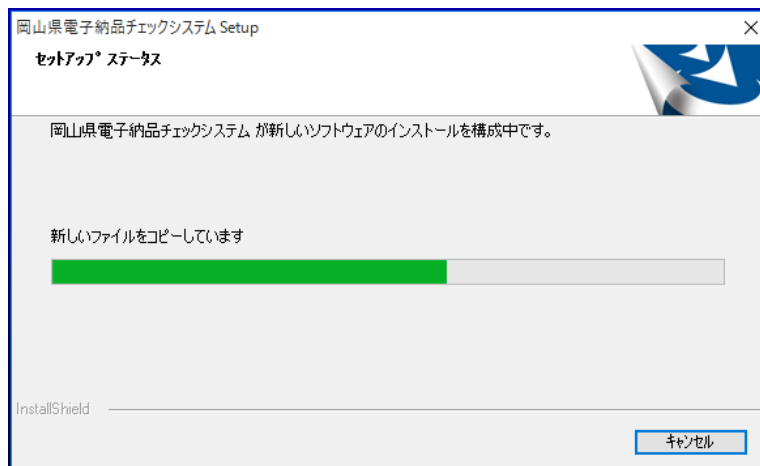 岡山県電子納品チェックシステム Setup
セットアップ ステータス
岡山県電子納品チェックシステム が新しいソフトウェアのインストールを構成中です。
新しいファイルをコピーしています
InstallShield
キャンセル